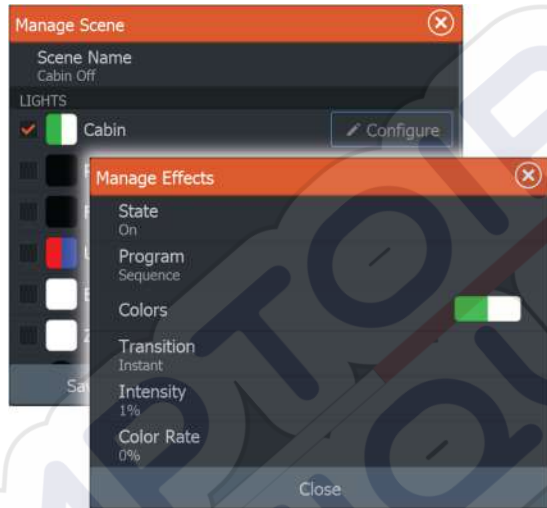 Manage Scene
Scene Name
Cabin Off
LIGHTS
Cabin
Configure
Manage Effects
State
On
Program
Sequence
Colors
Transition
Instant
Intensity
1%
Color Rate
0%
Close